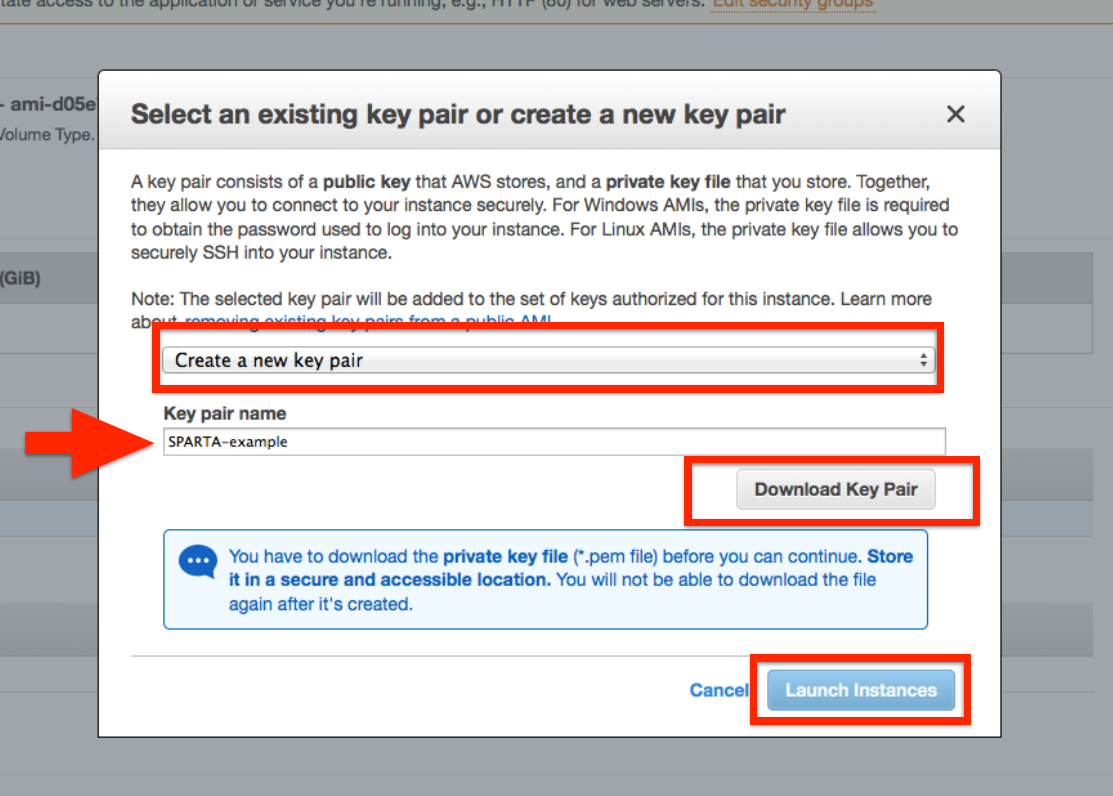 tate access to the application or service you're running, e.g., HTTP (80) for web servers. Edit security groups
- ami-d05e
Volume Type.
(GiB)
Select an existing key pair or create a new key pair
A key pair consists of a public key that AWS stores, and a private key file that you store. Together,
they allow you to connect to your instance securely. For Windows AMIs, the private key file is required
to obtain the password used to log into your instance. For Linux AMIs, the private key file allows you to
securely SSH into your instance.
Note: The selected key pair will be added to the set of keys authorized for this instance. Learn more
about removing existing key pairs from a public AMI
Create a new key pair
Key pair name
SPARTA-example
Download Key Pair
You have to download the private key file (*.pem file) before you can continue. Store
it in a secure and accessible location. You will not be able to download the file
again after it's created.
Cancel
Launch Instances